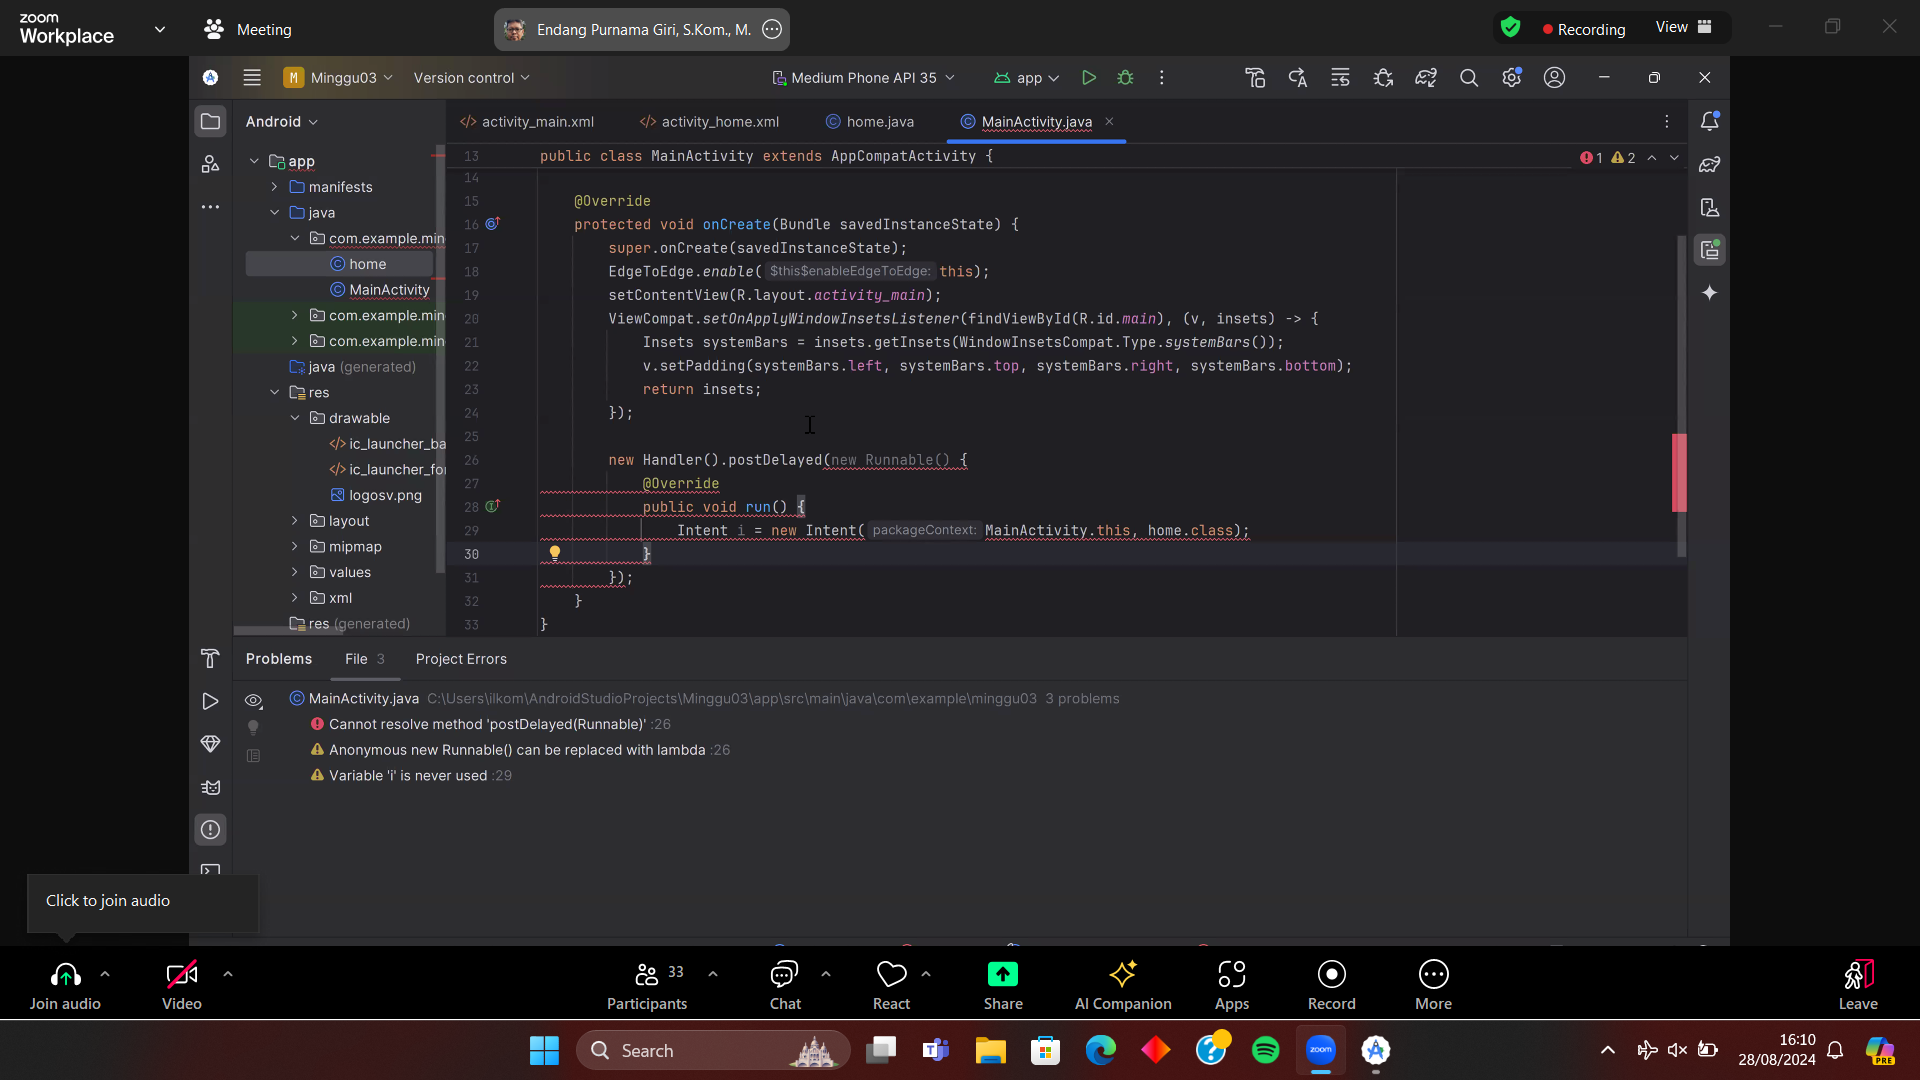 zoom
Workplace
Meeting
Endang Purnama Giri, S.Kom., M.
Recording
View
M Minggu03
Version control
Medium Phone API 35
app
Android
activity_main.xml
activity_home.xml
home.java
MainActivity.java
app
manifests
java
com.example.min
home
MainActivity
com.example.min
com.example.min
java (generated)
res
drawable
ic_launcher_ba
ic_launcher_fo
logosv.png
layout
mipmap
values
xml
res (generated)
1 2
13 public class MainActivity extends AppCompatActivity {
14
15 @Override
16 protected void onCreate(Bundle savedInstanceState) {
17 super.onCreate(savedInstanceState);
18 EdgeToEdge.enable( $this$enableEdgeToEdge: this);
19 setContentView(R.layout.activity_main);
20 ViewCompat.setOnApplyWindowInsetsListener(findViewById(R.id.main), (v, insets) -> {
21 Insets systemBars = insets.getInsets(WindowInsetsCompat.Type.systemBars());
22 v.setPadding(systemBars.left, systemBars.top, systemBars.right, systemBars.bottom);
23 return insets;
24 });
25
26 new Handler().postDelayed(new Runnable() {
27 @Override
28 public void run() {
29 Intent i = new Intent( packageContext: MainActivity.this, home.class);
30 }
31 });
32 }
33 }
Problems
File 3
Project Errors
MainActivity.java C:\Users\ilkom\AndroidStudioProjects\Minggu03\app\src\main\java\com\example\minggu03 3 problems
Cannot resolve method 'postDelayed(Runnable)' :26
Anonymous new Runnable() can be replaced with lambda :26
Variable 'i' is never used :29
Click to join audio
Join audio
Video
33
Participants
Chat
React
Share
AI Companion
Apps
Record
More
Leave
Search
zoom
16:10
28/08/2024
PRE